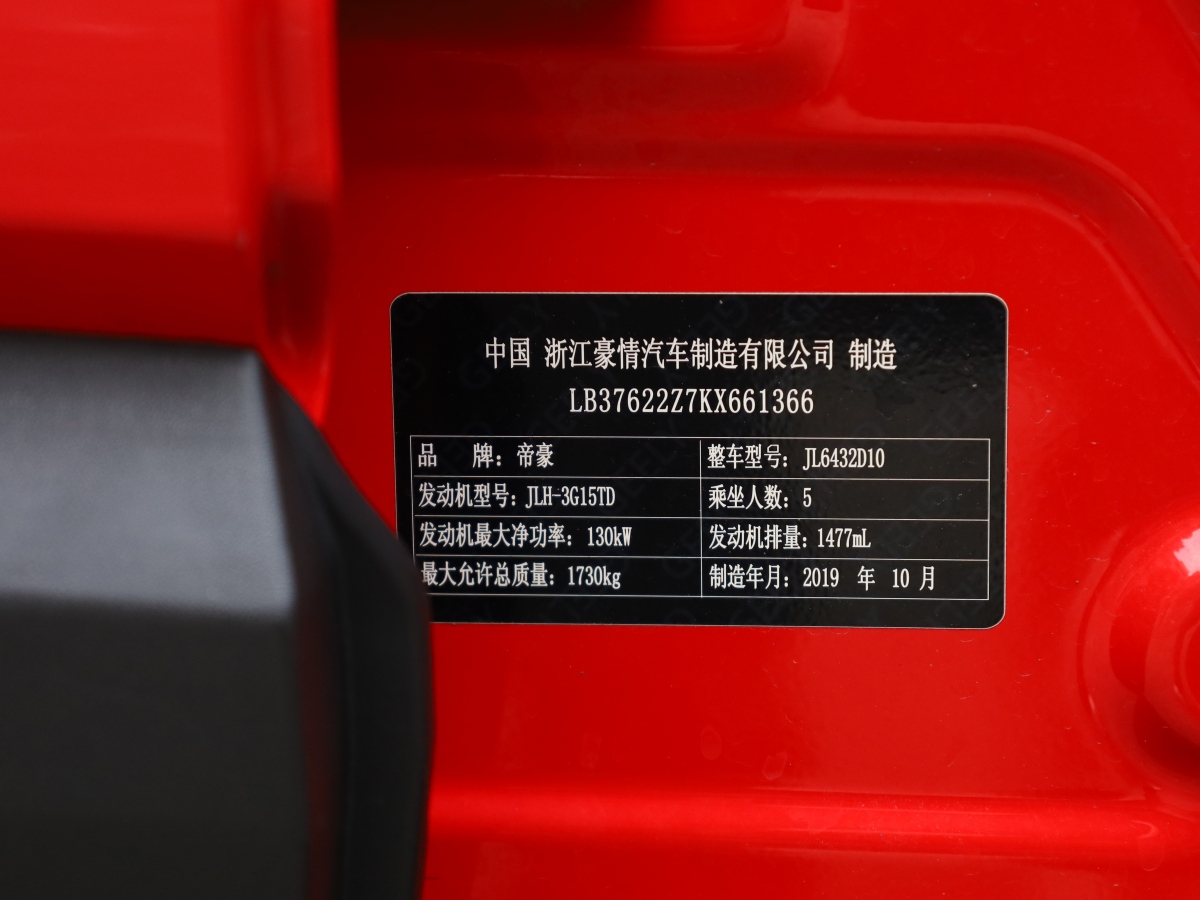 中国 浙江豪情汽车制造有限公司 制造
LB37622Z7KX661366
品 牌：帝豪 整车型号：JL6432D10
发动机型号：JLH-3G15TD 乘坐人数：5
发动机最大净功率：130kW 发动机排量：1477mL
最大允许总质量：1730kg 制造年月：2019 年 10 月